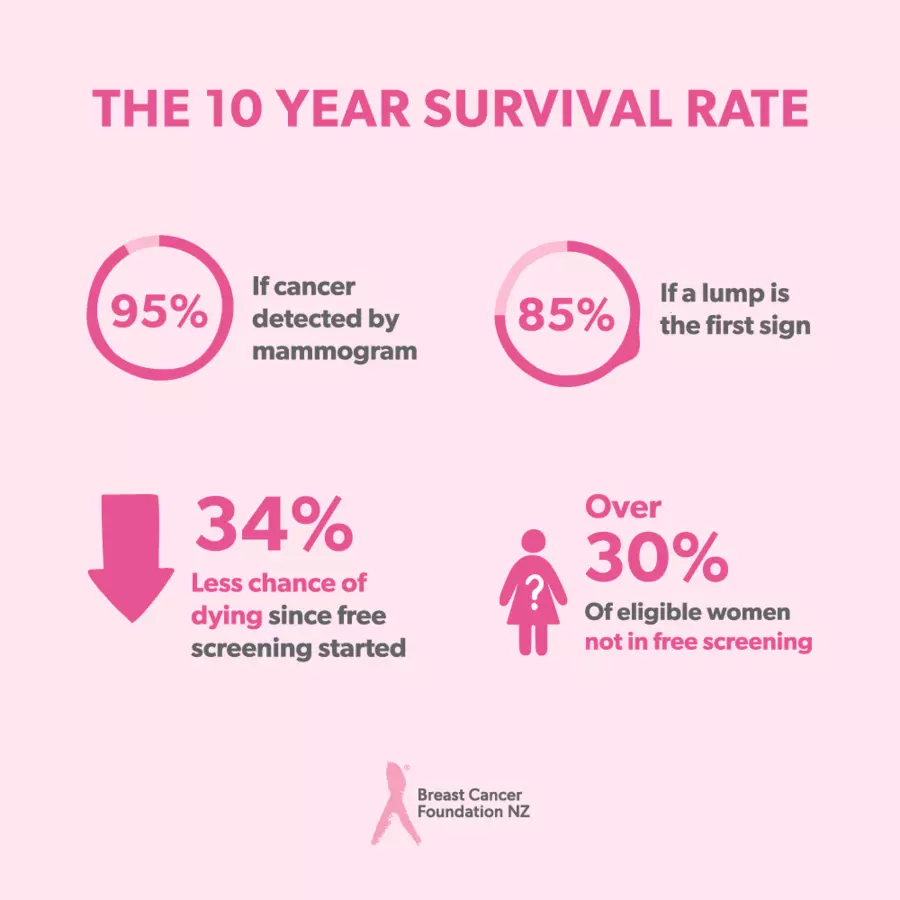 THE 10 YEAR SURVIVAL RATE
95%
If cancer
detected by
mammogram
85%
If a lump is
the first sign
34%
Less chance of
dying since free
screening started
?
Over
30%
Of eligible women
not in free screening
Breast Cancer
Foundation NZ